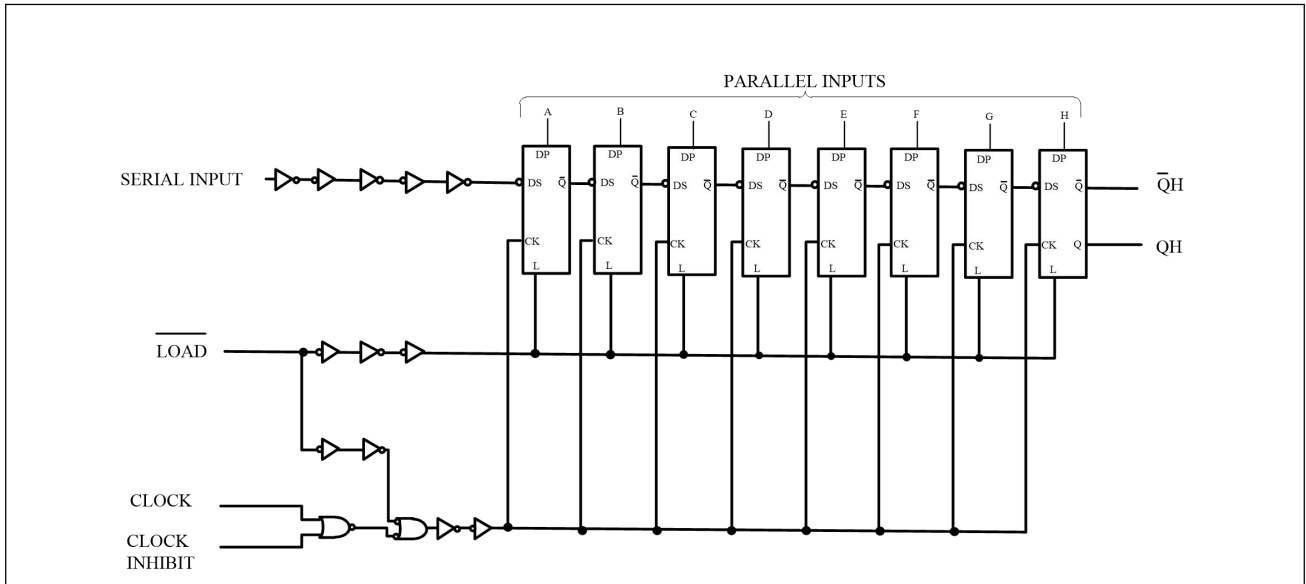 PARALLEL INPUTS
A B C D E F G H
DP DP DP DP DP DP DP DP
SERIAL INPUT
DS Q̅ DS Q̅ DS Q̅ DS Q̅ DS Q̅ DS Q̅ DS Q̅ DS Q̅
Q̅H
CK CK CK CK CK CK CK CK Q
QH
L L L L L L L L
L̅O̅A̅D̅
CLOCK
CLOCK
INHIBIT